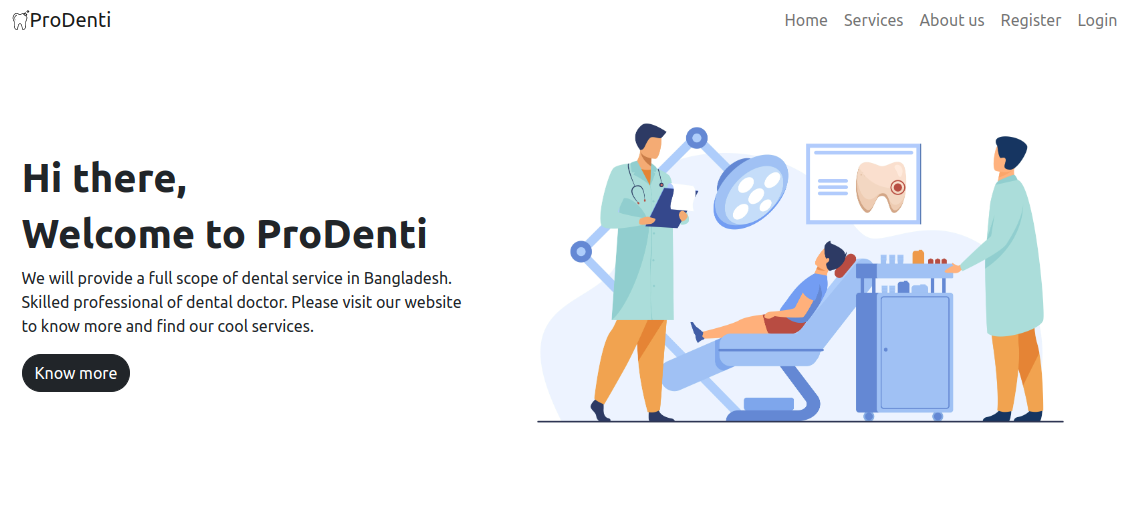 ProDenti
Home Services About us Register Login
Hi there,
Welcome to ProDenti
We will provide a full scope of dental service in Bangladesh.
Skilled professional of dental doctor. Please visit our website
to know more and find our cool services.
Know more